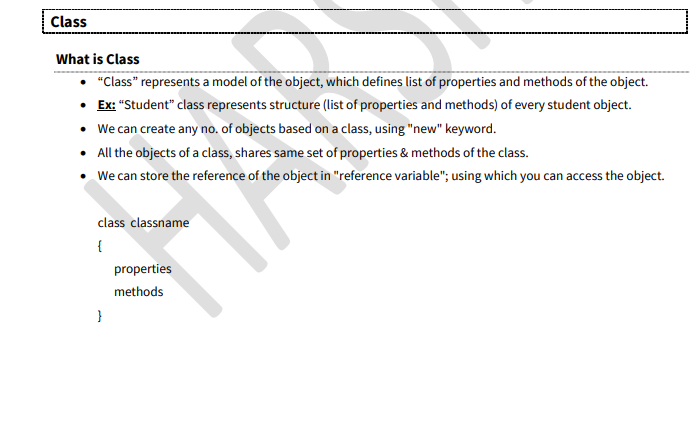 Class
What is Class
• “Class” represents a model of the object, which defines list of properties and methods of the object.
• Ex: “Student” class represents structure (list of properties and methods) of every student object.
• We can create any no. of objects based on a class, using "new" keyword.
• All the objects of a class, shares same set of properties & methods of the class.
• We can store the reference of the object in "reference variable"; using which you can access the object.
class classname
{
properties
methods
}